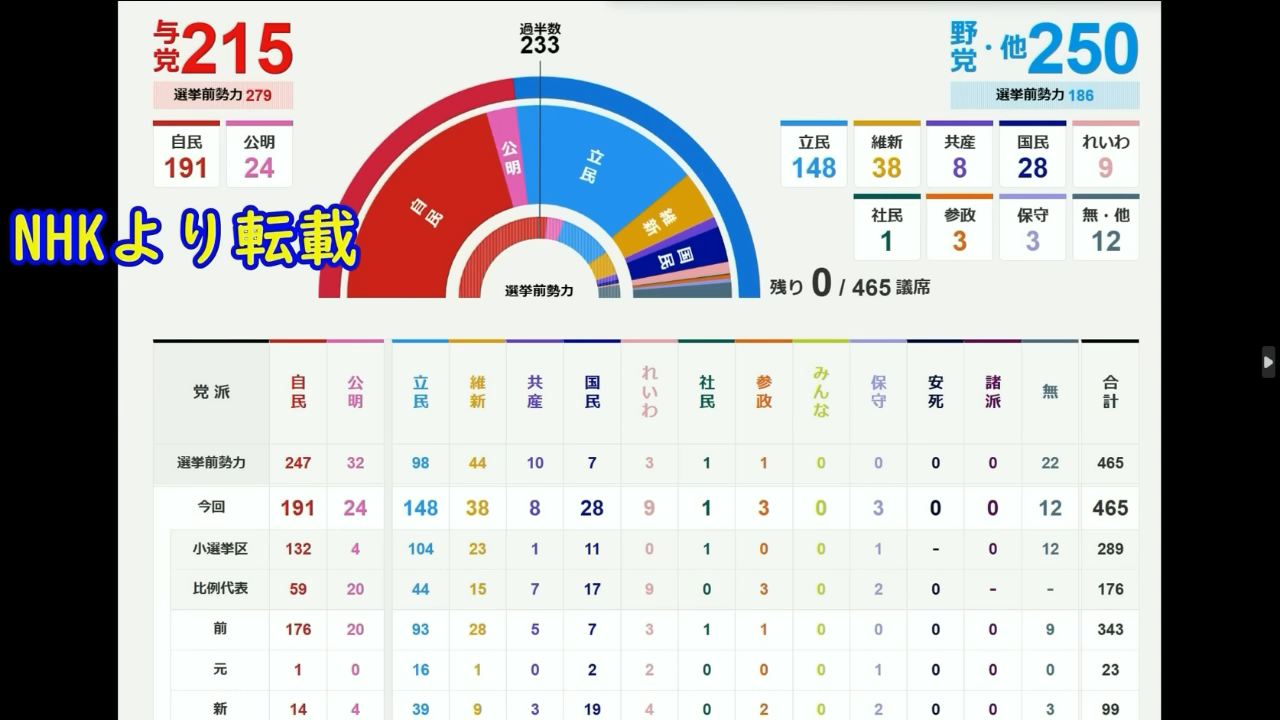 与党215
選挙前勢力 279
自民 公明
191 24
過半数
233
野党・他250
選挙前勢力 186
立民 維新 共産 国民 れいわ
148 38 8 28 9
社民 参政 保守 無・他
1 3 3 12
自民 公明 立民 維新 国民
選挙前勢力
残り 0 / 465 議席
NHKより転載
党派 自民 公明 立民 維新 共産 国民 れいわ 社民 参政 みんな 保守 安死 諸派 無 合計
選挙前勢力 247 32 98 44 10 7 3 1 1 0 0 0 0 22 465
今回 191 24 148 38 8 28 9 1 3 0 3 0 0 12 465
小選挙区 132 4 104 23 1 11 0 1 0 0 1 - 0 12 289
比例代表 59 20 44 15 7 17 9 0 3 0 2 0 - - 176
前 176 20 93 28 5 7 3 1 1 0 0 0 0 9 343
元 1 0 16 1 0 2 2 0 0 0 1 0 0 0 23
新 14 4 39 9 3 19 4 0 2 0 2 0 0 3 99